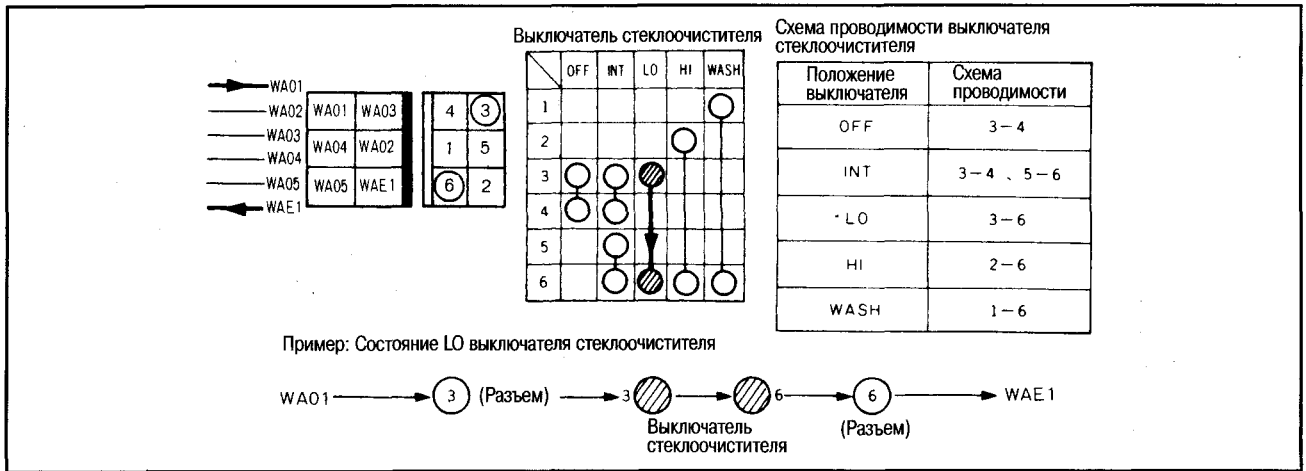 Выключатель стеклоочистителя
Схема проводимости выключателя
стеклоочистителя
WA01
WA02
WA03
WA04
WA05
WAE1
WA01 WA03
WA04 WA02
WA05 WAE1
4 3
1 5
6 2
OFF INT LO HI WASH
1
2
3
4
5
6
Положение выключателя Схема проводимости
OFF 3-4
INT 3-4 、 5-6
LO 3-6
HI 2-6
WASH 1-6
Пример: Состояние LO выключателя стеклоочистителя
WA01 3 (Разъем) 3 6 6 WAE1
Выключатель
стеклоочистителя
(Разъем)